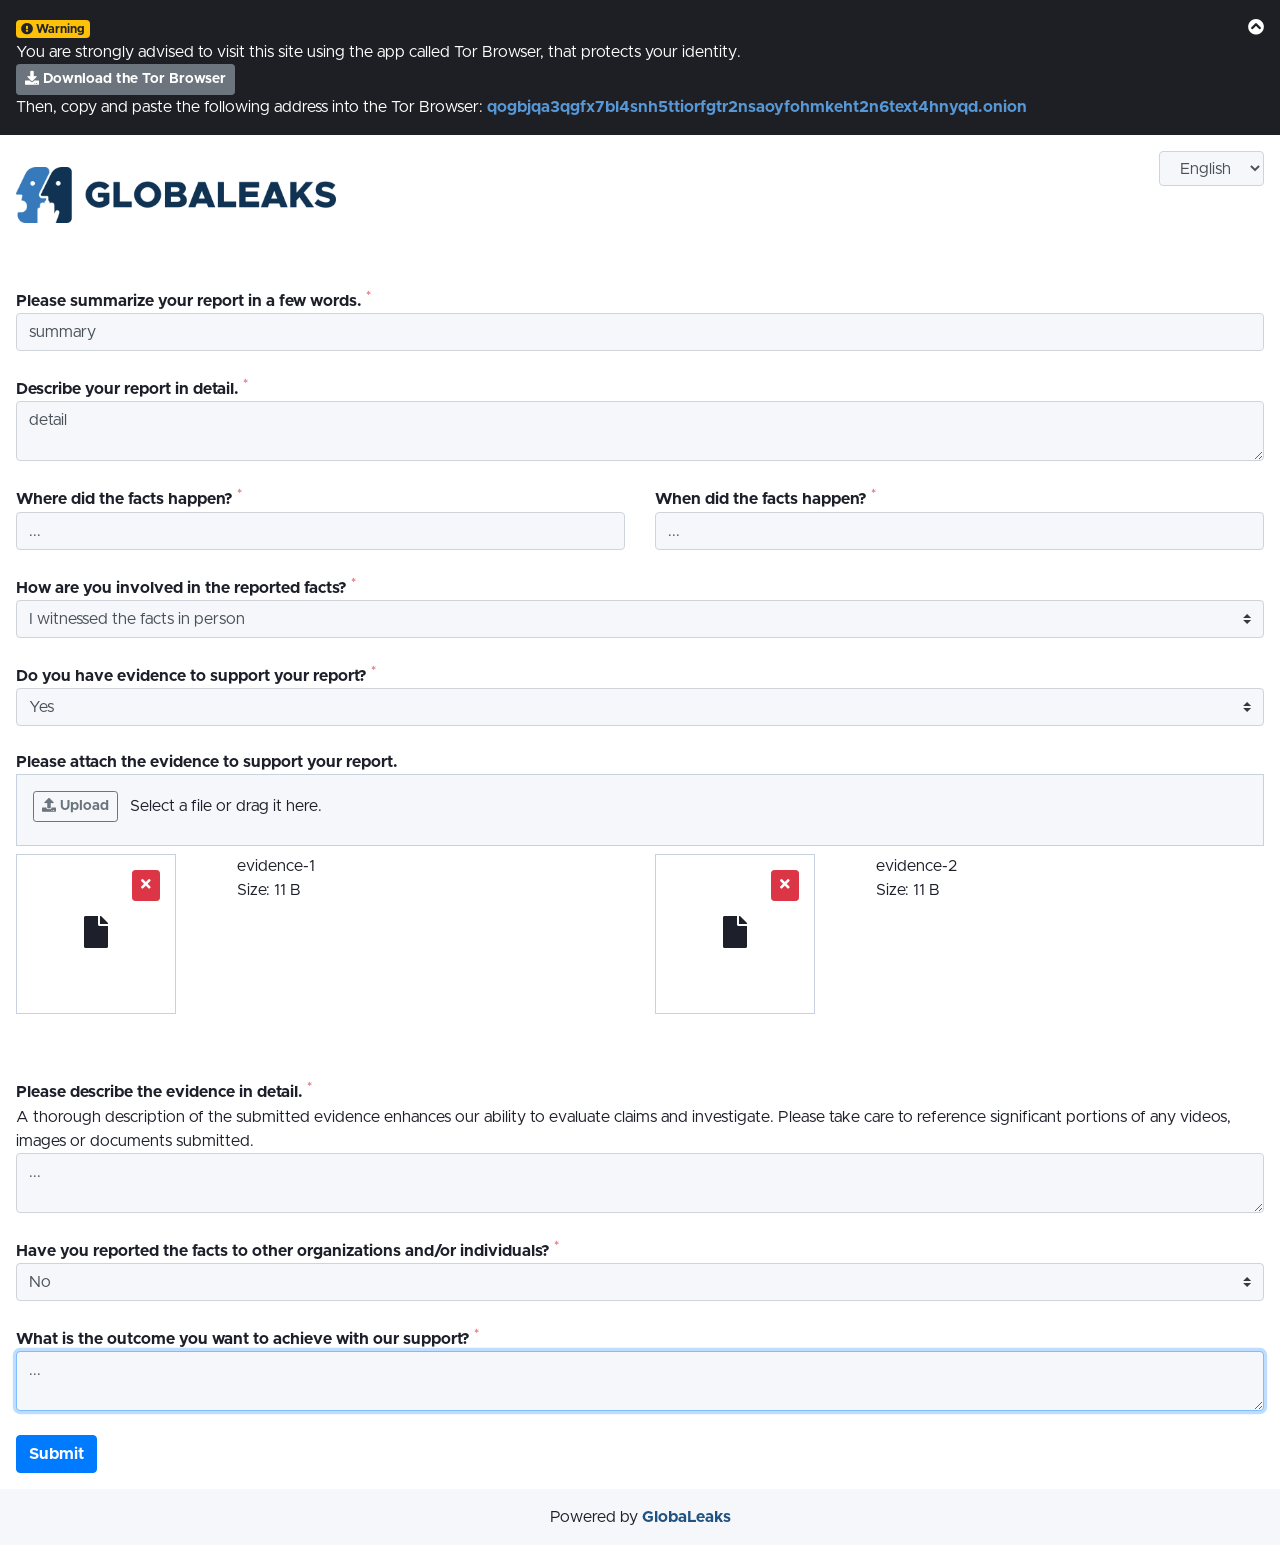 Warning
You are strongly advised to visit this site using the app called Tor Browser, that protects your identity.
Download the Tor Browser
Then, copy and paste the following address into the Tor Browser: qogbjqa3qgfx7bl4snh5ttiorfgtr2nsaoyfohmkeht2n6text4hnyqd.onion
English
GLOBALEAKS
Please summarize your report in a few words. *
summary
Describe your report in detail. *
detail
Where did the facts happen? *
...
When did the facts happen? *
...
How are you involved in the reported facts? *
I witnessed the facts in person
Do you have evidence to support your report? *
Yes
Please attach the evidence to support your report.
Upload Select a file or drag it here.
evidence-1
Size: 11 B
evidence-2
Size: 11 B
Please describe the evidence in detail. *
A thorough description of the submitted evidence enhances our ability to evaluate claims and investigate. Please take care to reference significant portions of any videos,
images or documents submitted.
...
Have you reported the facts to other organizations and/or individuals? *
No
What is the outcome you want to achieve with our support? *
...
Submit
Powered by GlobaLeaks